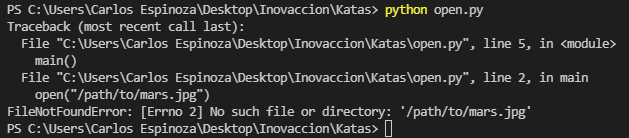 PS C:\Users\Carlos Espinoza\Desktop\Inovaccion\Katas> python open.py
Traceback (most recent call last):
  File "C:\Users\Carlos Espinoza\Desktop\Inovaccion\Katas\open.py", line 5, in <module>
    main()
  File "C:\Users\Carlos Espinoza\Desktop\Inovaccion\Katas\open.py", line 2, in main
    open("/path/to/mars.jpg")
FileNotFoundError: [Errno 2] No such file or directory: '/path/to/mars.jpg'
PS C:\Users\Carlos Espinoza\Desktop\Inovaccion\Katas>